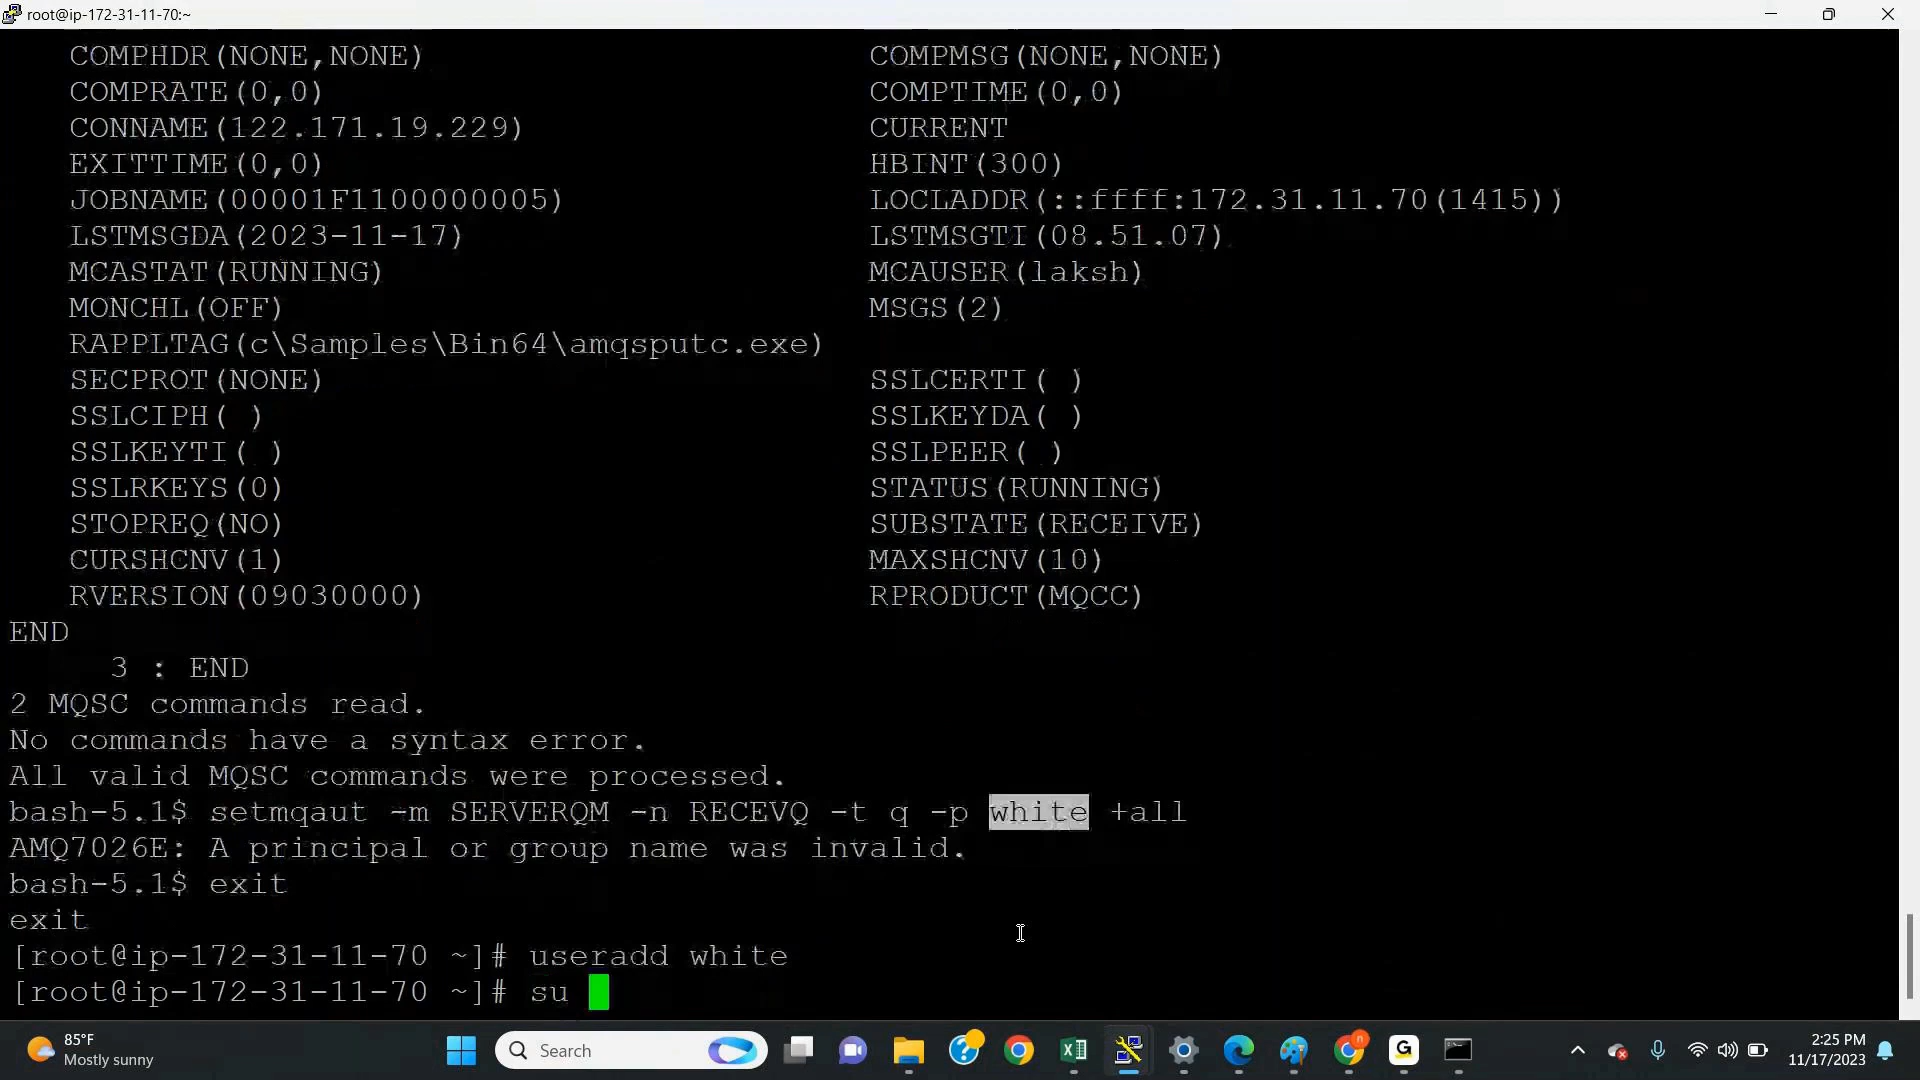 root@ip-172-31-11-70:~
COMPHDR(NONE,NONE) COMPMSG(NONE,NONE)
COMPRATE(0,0) COMPTIME(0,0)
CONNAME(122.171.19.229) CURRENT
EXITTIME(0,0) HBINT(300)
JOBNAME(00001F1100000005) LOCLADDR(::ffff:172.31.11.70(1415))
LSTMSGDA(2023-11-17) LSTMSGTI(08.51.07)
MCASTAT(RUNNING) MCAUSER(laksh)
MONCHL(OFF) MSGS(2)
RAPPLTAG(c\Samples\Bin64\amqsputc.exe)
SECPROT(NONE) SSLCERTI( )
SSLCIPH( ) SSLKEYDA( )
SSLKEYTI( ) SSLPEER( )
SSLRKEYS(0) STATUS(RUNNING)
STOPREQ(NO) SUBSTATE(RECEIVE)
CURSHCNV(1) MAXSHCNV(10)
RVERSION(09030000) RPRODUCT(MQCC)
END
3 : END
2 MQSC commands read.
No commands have a syntax error.
All valid MQSC commands were processed.
bash-5.1$ setmqaut -m SERVERQM -n RECEVQ -t q -p white +all
AMQ7026E: A principal or group name was invalid.
bash-5.1$ exit
exit
[root@ip-172-31-11-70 ~]# useradd white
[root@ip-172-31-11-70 ~]# su
85°F
Mostly sunny
Search
2:25 PM
11/17/2023